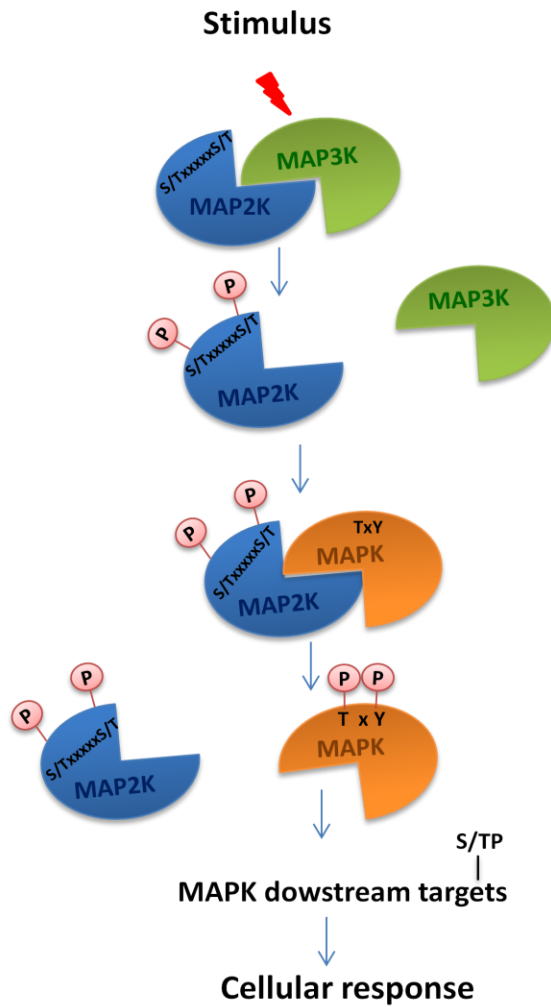 Stimulus
S/TxxxxxS/T
MAP3K
MAP2K
P
MAP3K
P
S/TxxxxxS/T
MAP2K
P
P
TxY
MAPK
S/TxxxxxS/T
MAP2K
P
P
P
P
T x Y
S/TxxxxxS/T
MAPK
MAP2K
S/TP
MAPK dowstream targets
Cellular response